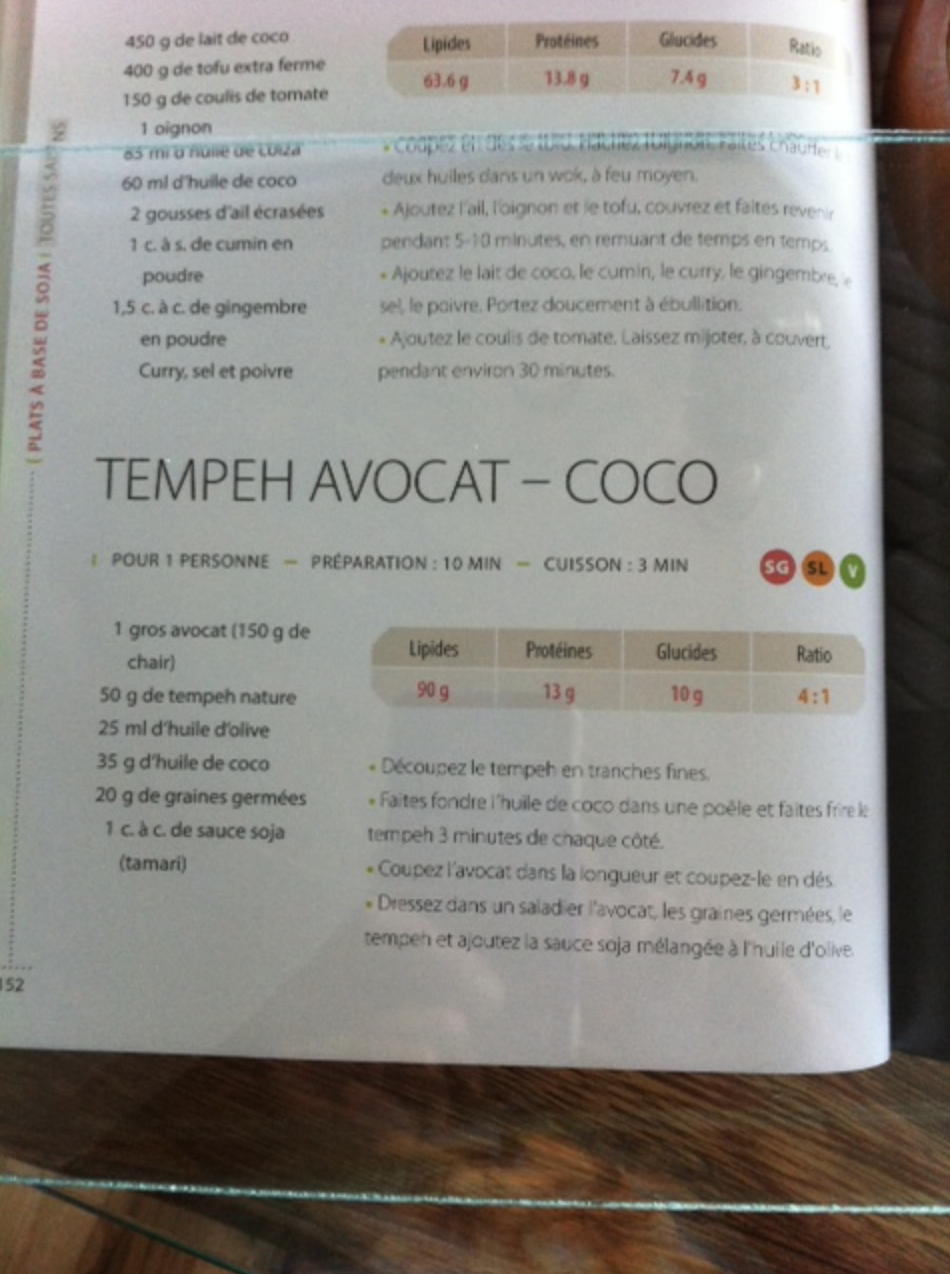 450 g de lait de coco
400 g de tofu extra ferme
150 g de coulis de tomate
1 oignon
85 ml d'huile de colza
60 ml d'huile de coco
2 gousses d'ail écrasées
1 c. à s. de cumin en
poudre
1,5 c. à c. de gingembre
en poudre
Curry, sel et poivre
Lipides Protéines Glucides Ratio
63.6 g 13.8 g 7.4 g 3 : 1
• Coupez en dés le tofu. Hachez l'oignon. Faites chauffer
deux huiles dans un wok, à feu moyen.
• Ajoutez l'ail, l'oignon et le tofu, couvrez et faites revenir
pendant 5-10 minutes, en remuant de temps en temps.
• Ajoutez le lait de coco, le cumin, le curry, le gingembre, le
sel, le poivre. Portez doucement à ébullition.
• Ajoutez le coulis de tomate. Laissez mijoter, à couvert,
pendant environ 30 minutes.
PLATS À BASE DE SOJA | TOUTES SAISONS
TEMPEH AVOCAT – COCO
POUR 1 PERSONNE — PRÉPARATION : 10 MIN — CUISSON : 3 MIN
SG SL V
1 gros avocat (150 g de
chair)
50 g de tempeh nature
25 ml d'huile d'olive
35 g d'huile de coco
20 g de graines germées
1 c. à c. de sauce soja
(tamari)
Lipides Protéines Glucides Ratio
90 g 13 g 10 g 4 : 1
• Découpez le tempeh en tranches fines.
• Faites fondre l'huile de coco dans une poêle et faites frire le
tempeh 3 minutes de chaque côté.
• Coupez l'avocat dans la longueur et coupez-le en dés.
• Dressez dans un saladier l'avocat, les graines germées, le
tempeh et ajoutez la sauce soja mélangée à l'huile d'olive.
152